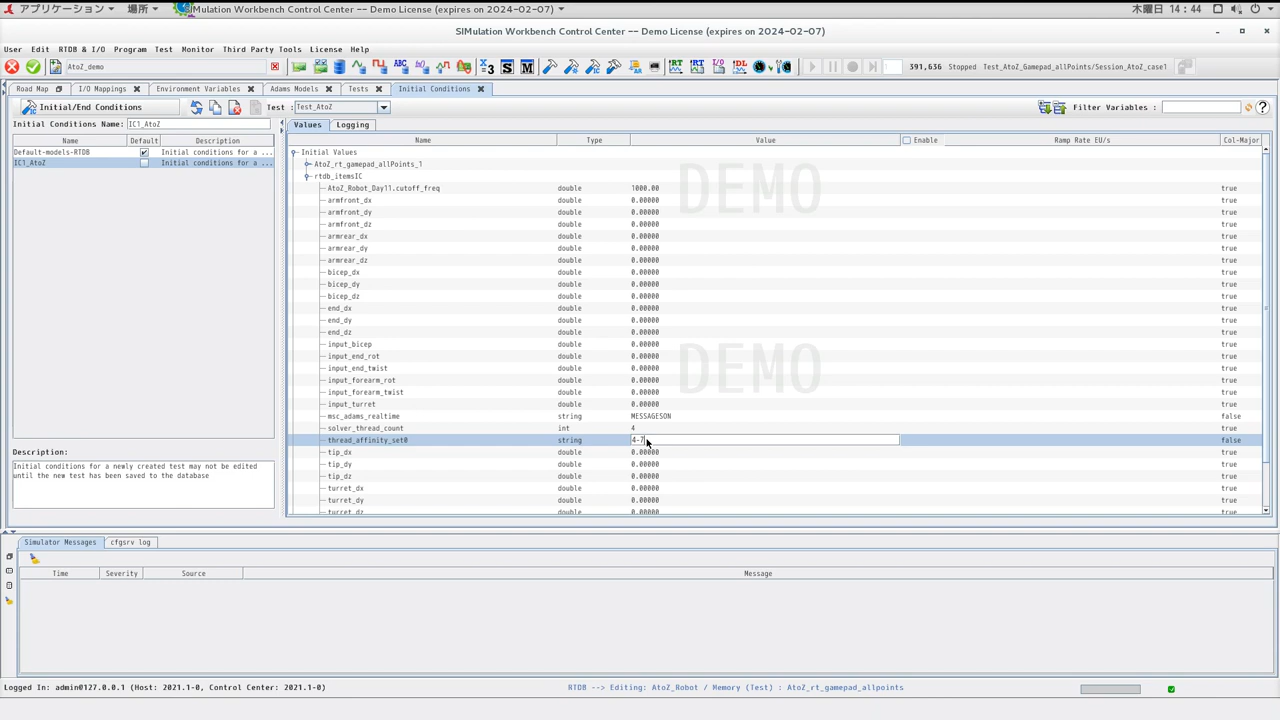 アプリケーション 場所 SIMulation Workbench Control Center -- Demo License (expires on 2024-02-07) 木曜日 14:44
SIMulation Workbench Control Center -- Demo License (expires on 2024-02-07)
User Edit RTDB & I/O Program Test Monitor Third Party Tools License Help
AtoZ_demo 391,636 Stopped Test_AtoZ_Gamepad_allPoints/Session_AtoZ_case1
Road Map I/O Mappings Environment Variables Adams Models Tests Initial Conditions
Initial/End Conditions Test : Test_AtoZ Filter Variables :
Initial Conditions Name: IC1_AtoZ
Values Logging
Name Default Description
Default-models-RTDB Initial conditions for a ...
IC1_AtoZ Initial conditions for a ...
Name Type Value Enable Ramp Rate EU/s Col-Major
Initial Values
AtoZ_rt_gamepad_allPoints_1
rtdb_itemsIC
AtoZ_Robot_Day11.cutoff_freq double 1000.00 true
armfront_dx double 0.00000 true
armfront_dy double 0.00000 true
armfront_dz double 0.00000 true
armrear_dx double 0.00000 true
armrear_dy double 0.00000 true
armrear_dz double 0.00000 true
bicep_dx double 0.00000 true
bicep_dy double 0.00000 true
bicep_dz double 0.00000 true
end_dx double 0.00000 true
end_dy double 0.00000 true
end_dz double 0.00000 true
input_bicep double 0.00000 true
input_end_rot double 0.00000 true
input_end_twist double 0.00000 true
input_forearm_rot double 0.00000 true
input_forearm_twist double 0.00000 true
input_turret double 0.00000 true
msc_adams_realtime string MESSAGESON false
solver_thread_count int 4 true
thread_affinity_set0 string 4-7 false
tip_dx double 0.00000 true
tip_dy double 0.00000 true
tip_dz double 0.00000 true
turret_dx double 0.00000 true
turret_dy double 0.00000 true
turret_dz double 0.00000 true
DEMO
DEMO
Description:
Initial conditions for a newly created test may not be edited
until the new test has been saved to the database
Simulator Messages cfgsrv log
Time Severity Source Message
Logged In: admin@127.0.0.1 (Host: 2021.1-0, Control Center: 2021.1-0) RTDB --> Editing: AtoZ_Robot / Memory (Test) : AtoZ_rt_gamepad_allpoints